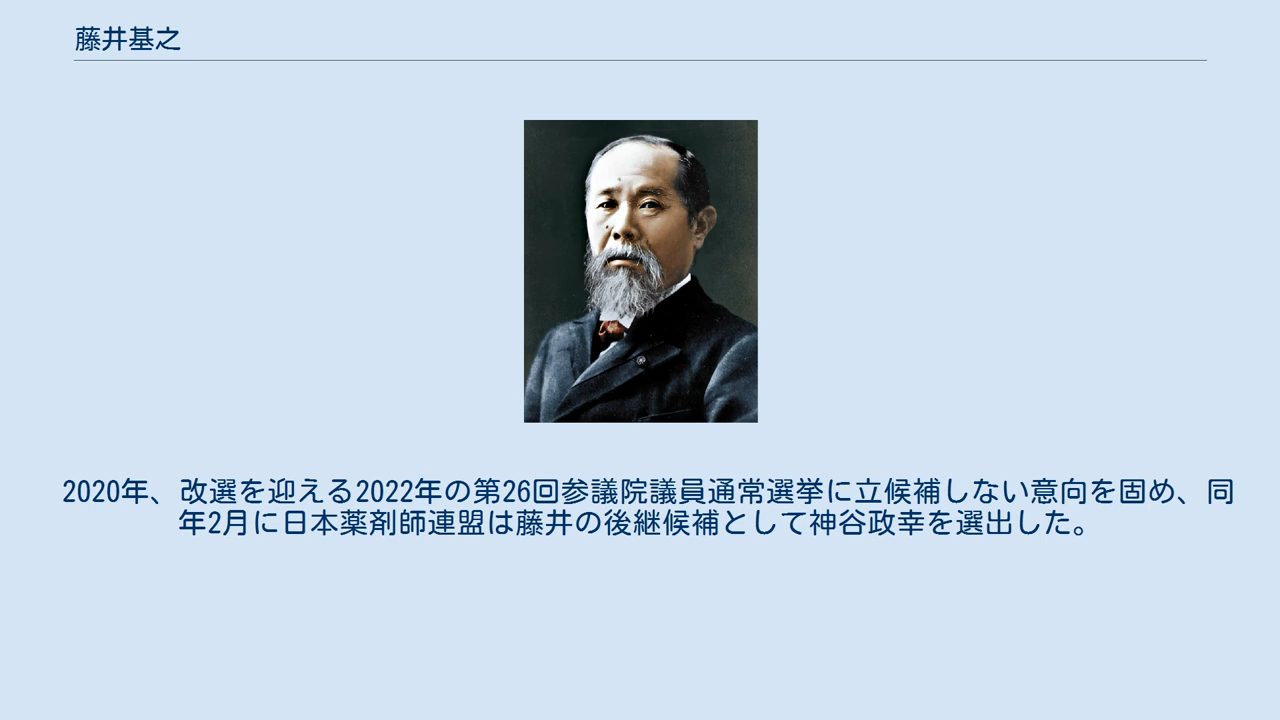 藤井基之
2020年、改選を迎える2022年の第26回参議院議員通常選挙に立候補しない意向を固め、同
年2月に日本薬剤師連盟は藤井の後継候補として神谷政幸を選出した。